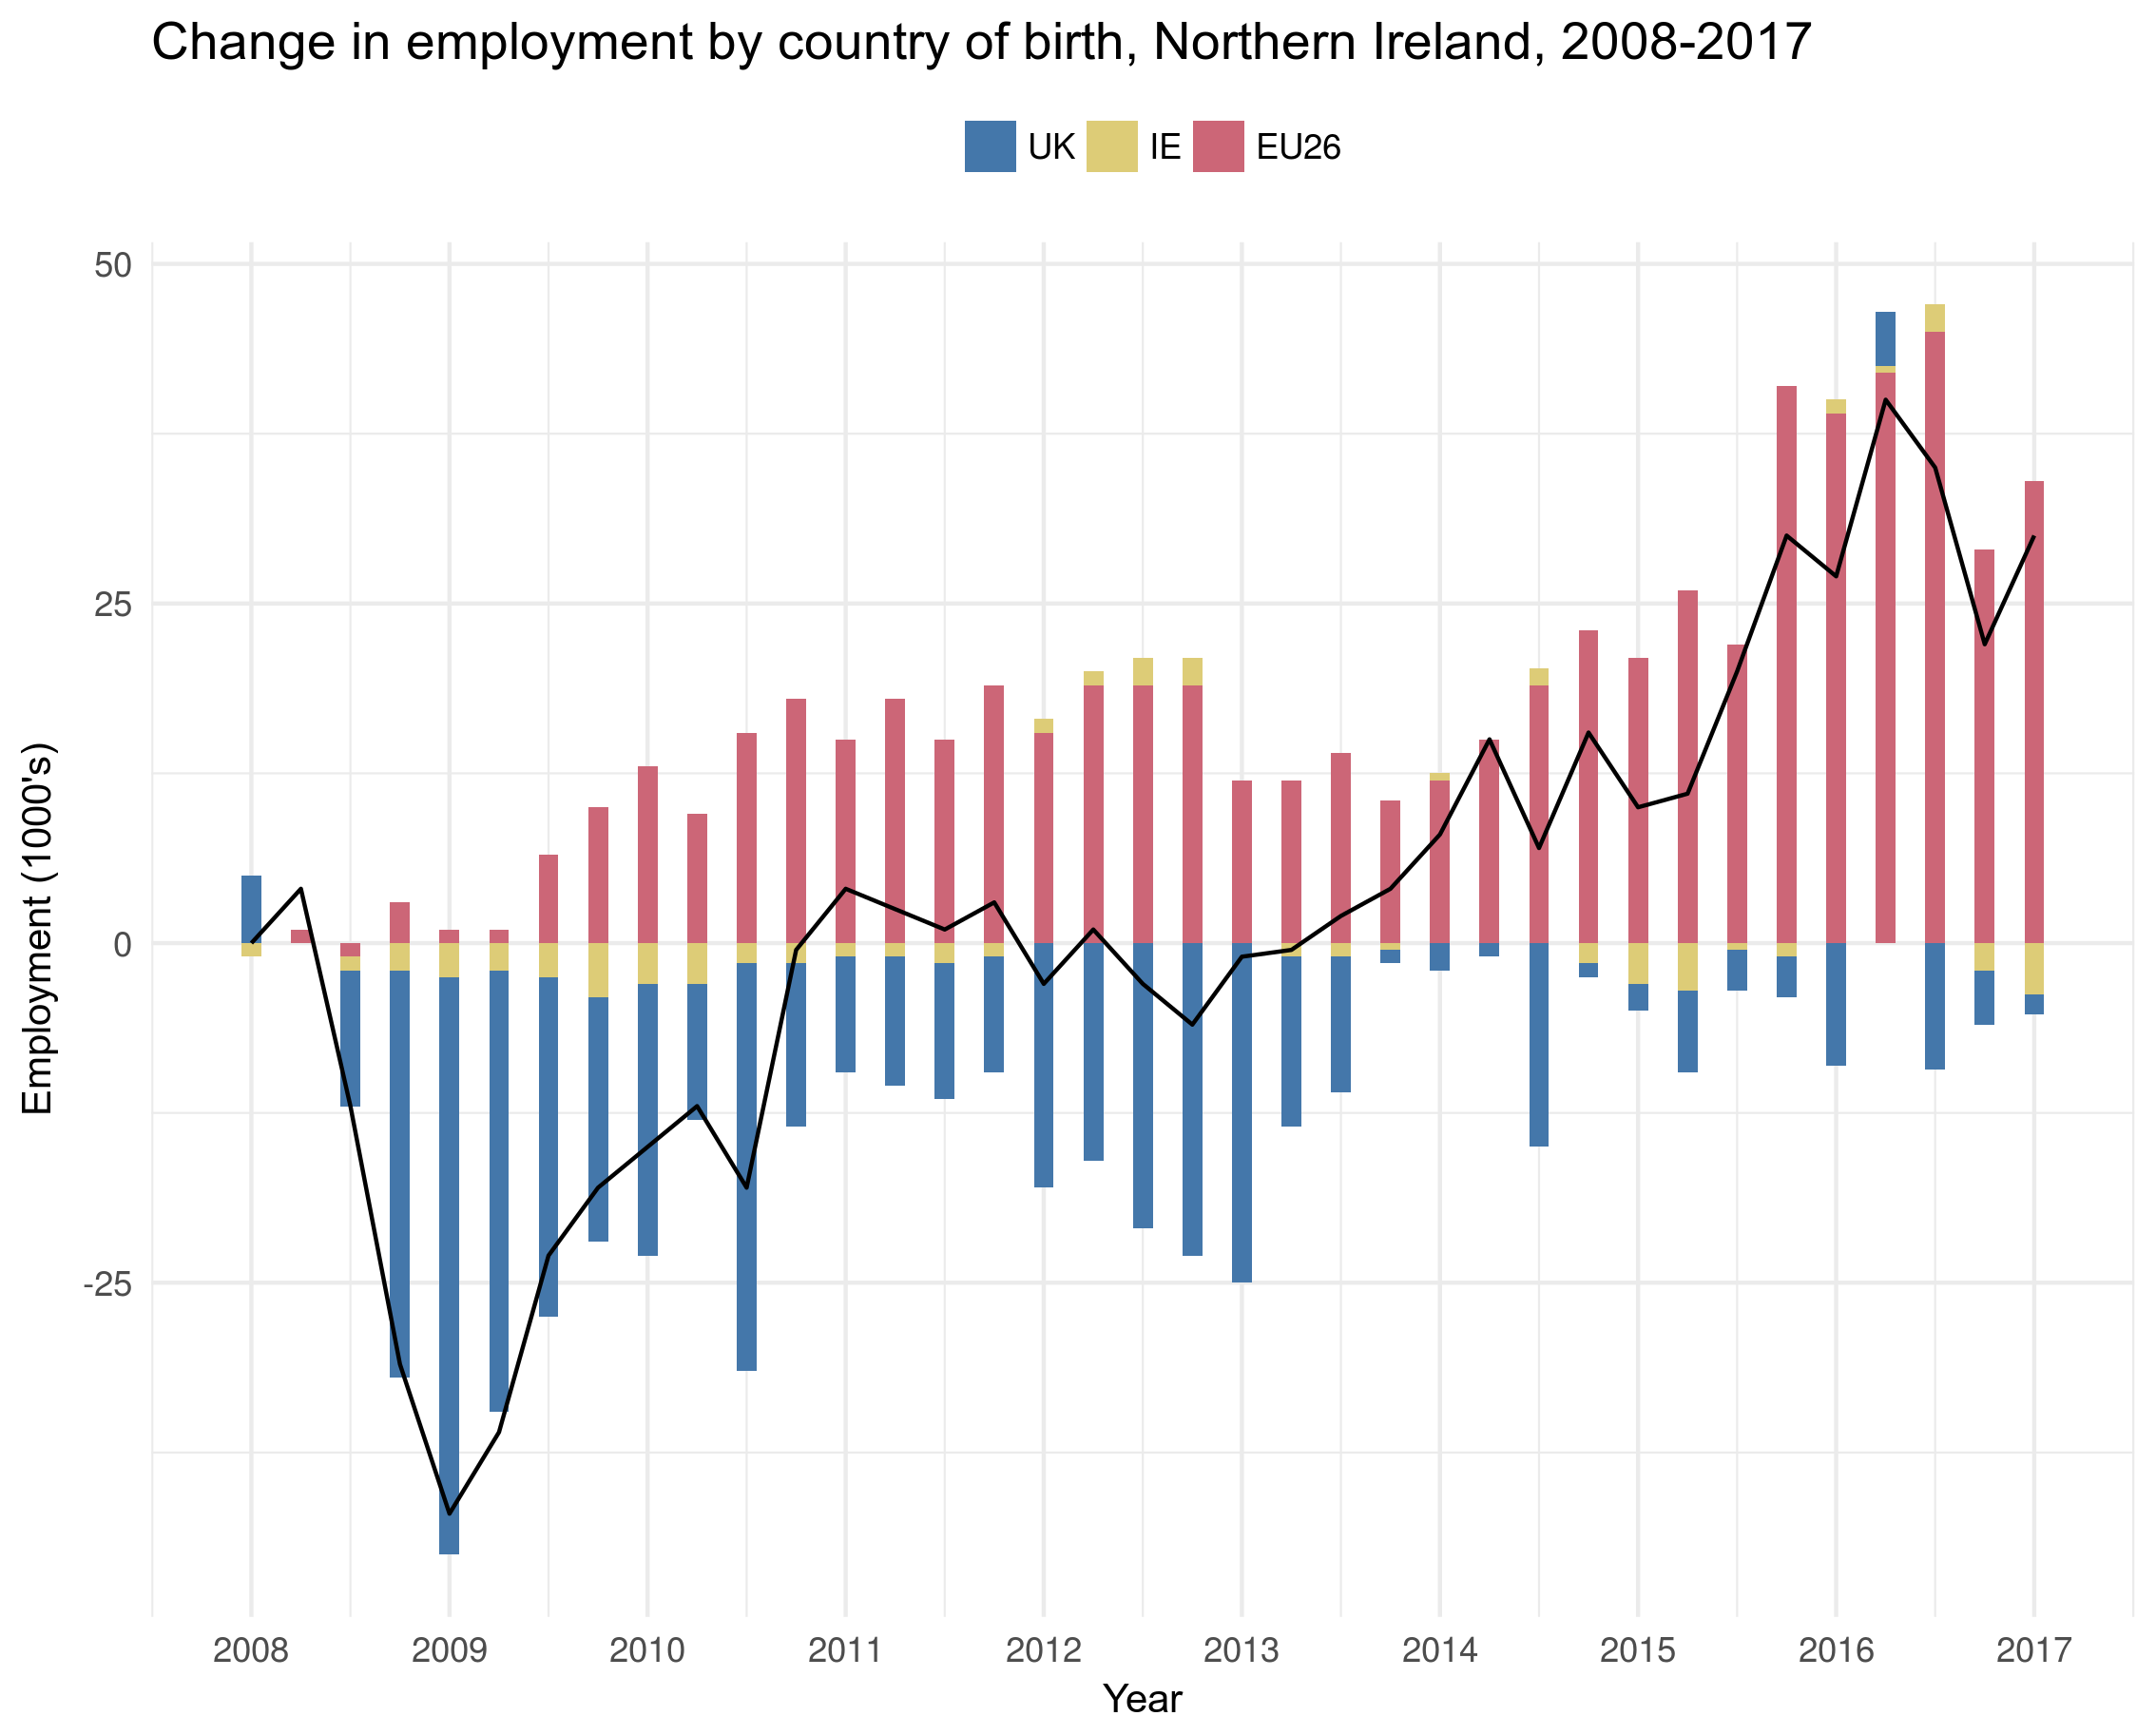 Change in employment by country of birth, Northern Ireland, 2008-2017
UK IE EU26
Employment (1000's)
50
25
0
-25
2008 2009 2010 2011 2012 2013 2014 2015 2016 2017
Year